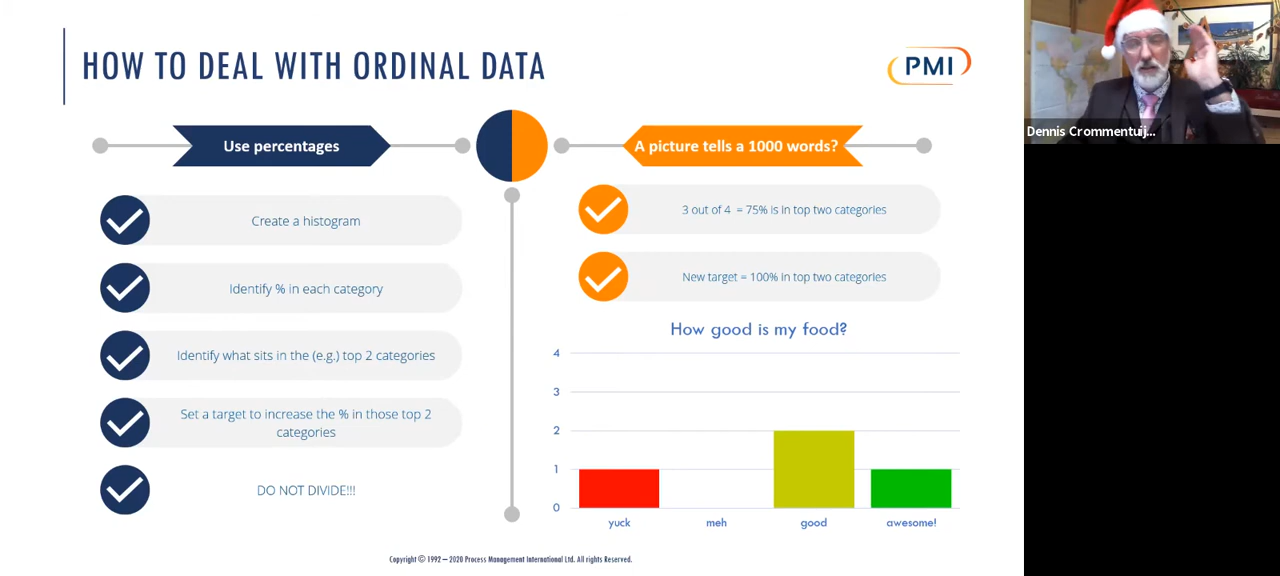 HOW TO DEAL WITH ORDINAL DATA
PMI
Dennis Crommentuij...
Use percentages
Create a histogram
Identify % in each category
Identify what sits in the (e.g.) top 2 categories
Set a target to increase the % in those top 2
categories
DO NOT DIVIDE!!!
A picture tells a 1000 words?
3 out of 4 = 75% is in top two categories
New target = 100% in top two categories
How good is my food?
4
3
2
1
0
yuck meh good awesome!
Copyright © 1992 – 2020 Process Management International Ltd. All rights Reserved.